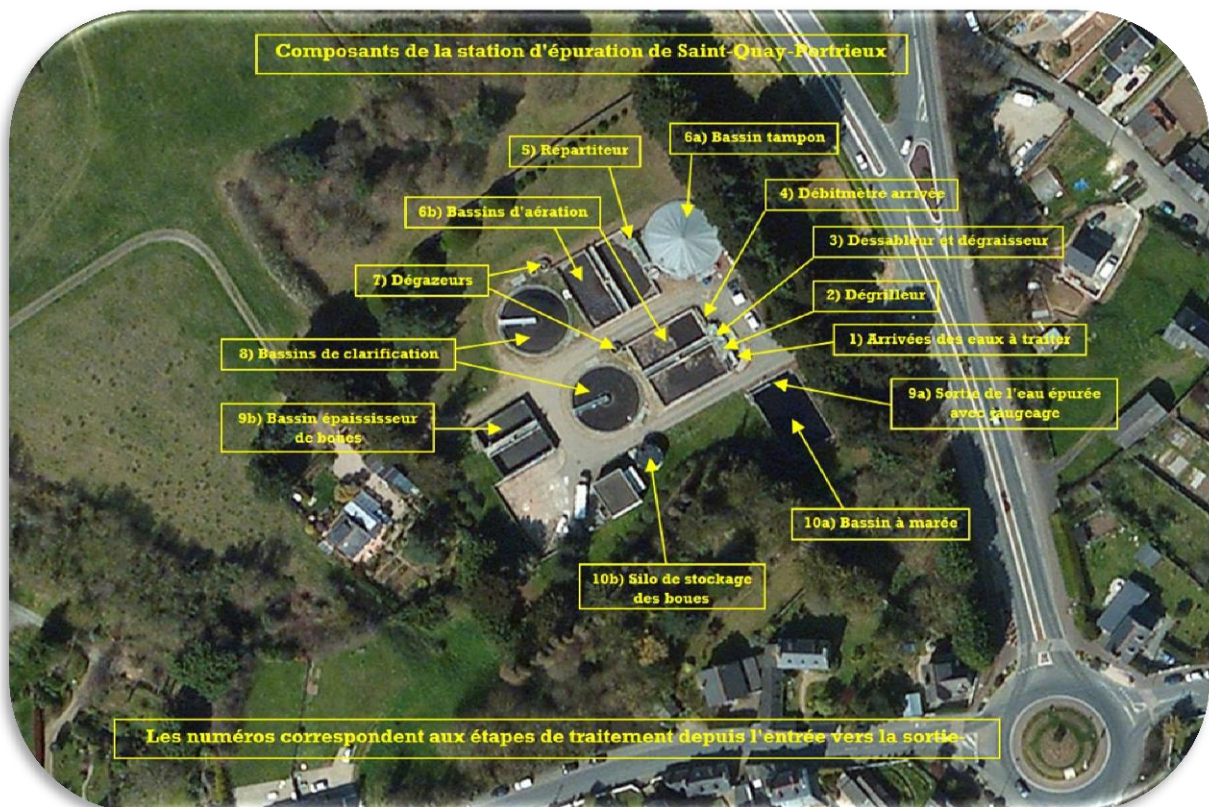 Composants de la station d'épuration de Saint-Quay-Portrieux
6a) Bassin tampon
5) Répartiteur
4) Débitmètre arrivée
6b) Bassins d'aération
3) Dessableur et dégraisseur
7) Dégazeurs
2) Dégrilleur
1) Arrivées des eaux à traiter
8) Bassins de clarification
9a) Sortie de l'eau épurée
avec jaugeage
9b) Bassin épaississeur
de boues
10a) Bassin à marée
10b) Silo de stockage
des boues
Les numéros correspondent aux étapes de traitement depuis l'entrée vers la sortie-